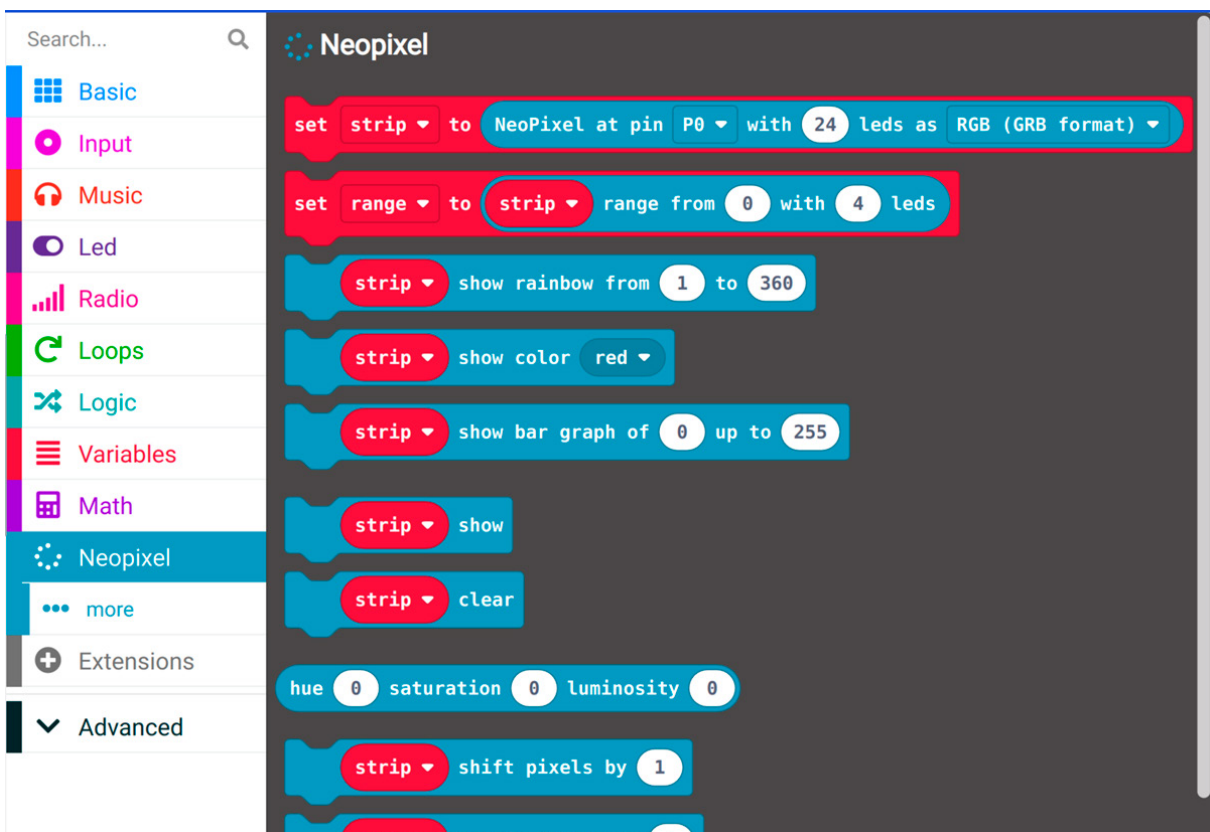 Search...
Basic
Input
Music
Led
Radio
Loops
Logic
Variables
Math
Neopixel
more
Extensions
Advanced
Neopixel
set strip to NeoPixel at pin P0 with 24 leds as RGB (GRB format)
set range to strip range from 0 with 4 leds
strip show rainbow from 1 to 360
strip show color red
strip show bar graph of 0 up to 255
strip show
strip clear
hue 0 saturation 0 luminosity 0
strip shift pixels by 1